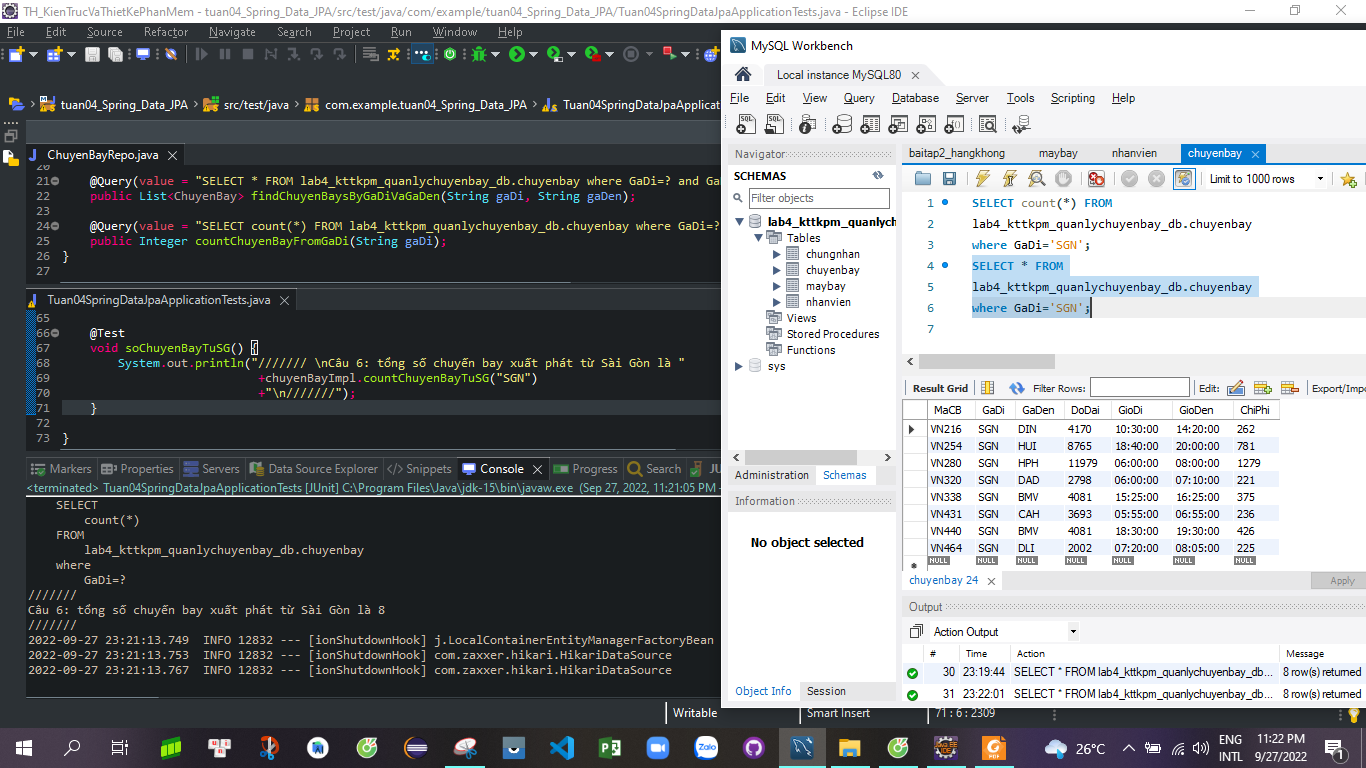 TH_KienTrucVaThietKePhanMem - tuan04_Spring_Data_JPA/src/test/java/com/example/tuan04_Spring_Data_JPA/Tuan04SpringDataJpaApplicationTests.java - Eclipse IDE
File Edit Source Refactor Navigate Search Project Run Window Help
tuan04_Spring_Data_JPA src/test/java com.example.tuan04_Spring_Data_JPA Tuan04SpringDataJpaApplication
ChuyenBayRepo.java
20
21 @Query(value = "SELECT * FROM lab4_kttkpm_quanlychuyenbay_db.chuyenbay where GaDi=? and Ga
22 public List<ChuyenBay> findChuyenBaysByGaDiVaGaDen(String gaDi, String gaDen);
23
24 @Query(value = "SELECT count(*) FROM lab4_kttkpm_quanlychuyenbay_db.chuyenbay where GaDi=?
25 public Integer countChuyenBayFromGaDi(String gaDi);
26 }
27
Tuan04SpringDataJpaApplicationTests.java
65
66 @Test
67 void soChuyenBayTuSG() {
68 System.out.println("/////// \nCâu 6: tổng số chuyến bay xuất phát từ Sài Gòn là "
69 +chuyenBayImpl.countChuyenBayTuSG("SGN")
70 +"\n///////");
71 }
72
73 }
Markers Properties Servers Data Source Explorer Snippets Console Progress Search JU
<terminated> Tuan04SpringDataJpaApplicationTests [JUnit] C:\Program Files\Java\jdk-15\bin\javaw.exe (Sep 27, 2022, 11:21:05 PM –
SELECT
count(*)
FROM
lab4_kttkpm_quanlychuyenbay_db.chuyenbay
where
GaDi=?
///////
Câu 6: tổng số chuyến bay xuất phát từ Sài Gòn là 8
///////
2022-09-27 23:21:13.749 INFO 12832 --- [ionShutdownHook] j.LocalContainerEntityManagerFactoryBean
2022-09-27 23:21:13.753 INFO 12832 --- [ionShutdownHook] com.zaxxer.hikari.HikariDataSource
2022-09-27 23:21:13.767 INFO 12832 --- [ionShutdownHook] com.zaxxer.hikari.HikariDataSource
Writable Smart Insert 71 : 6 : 2309
MySQL Workbench
Local instance MySQL80
File Edit View Query Database Server Tools Scripting Help
Navigator
SCHEMAS
Filter objects
lab4_kttkpm_quanlych
Tables
chungnhan
chuyenbay
maybay
nhanvien
Views
Stored Procedures
Functions
sys
Administration Schemas
Information
No object selected
Object Info Session
baitap2_hangkhong maybay nhanvien chuyenbay
Limit to 1000 rows
1 SELECT count(*) FROM
2 lab4_kttkpm_quanlychuyenbay_db.chuyenbay
3 where GaDi='SGN';
4 SELECT * FROM
5 lab4_kttkpm_quanlychuyenbay_db.chuyenbay
6 where GaDi='SGN';
7
Result Grid Filter Rows: Edit: Export/Impo
MaCB GaDi GaDen DoDai GioDi GioDen ChiPhi
VN216 SGN DIN 4170 10:30:00 14:20:00 262
VN254 SGN HUI 8765 18:40:00 20:00:00 781
VN280 SGN HPH 11979 06:00:00 08:00:00 1279
VN320 SGN DAD 2798 06:00:00 07:10:00 221
VN338 SGN BMV 4081 15:25:00 16:25:00 375
VN431 SGN CAH 3693 05:55:00 06:55:00 236
VN440 SGN BMV 4081 18:30:00 19:30:00 426
VN464 SGN DLI 2002 07:20:00 08:05:00 225
NULL NULL NULL NULL NULL NULL NULL
chuyenbay 24
Apply
Output
Action Output
# Time Action Message
30 23:19:44 SELECT * FROM lab4_kttkpm_quanlychuyenbay_db... 8 row(s) returned
31 23:22:01 SELECT * FROM lab4_kttkpm_quanlychuyenbay_db... 8 row(s) returned
26°C
ENG
INTL
11:22 PM
9/27/2022